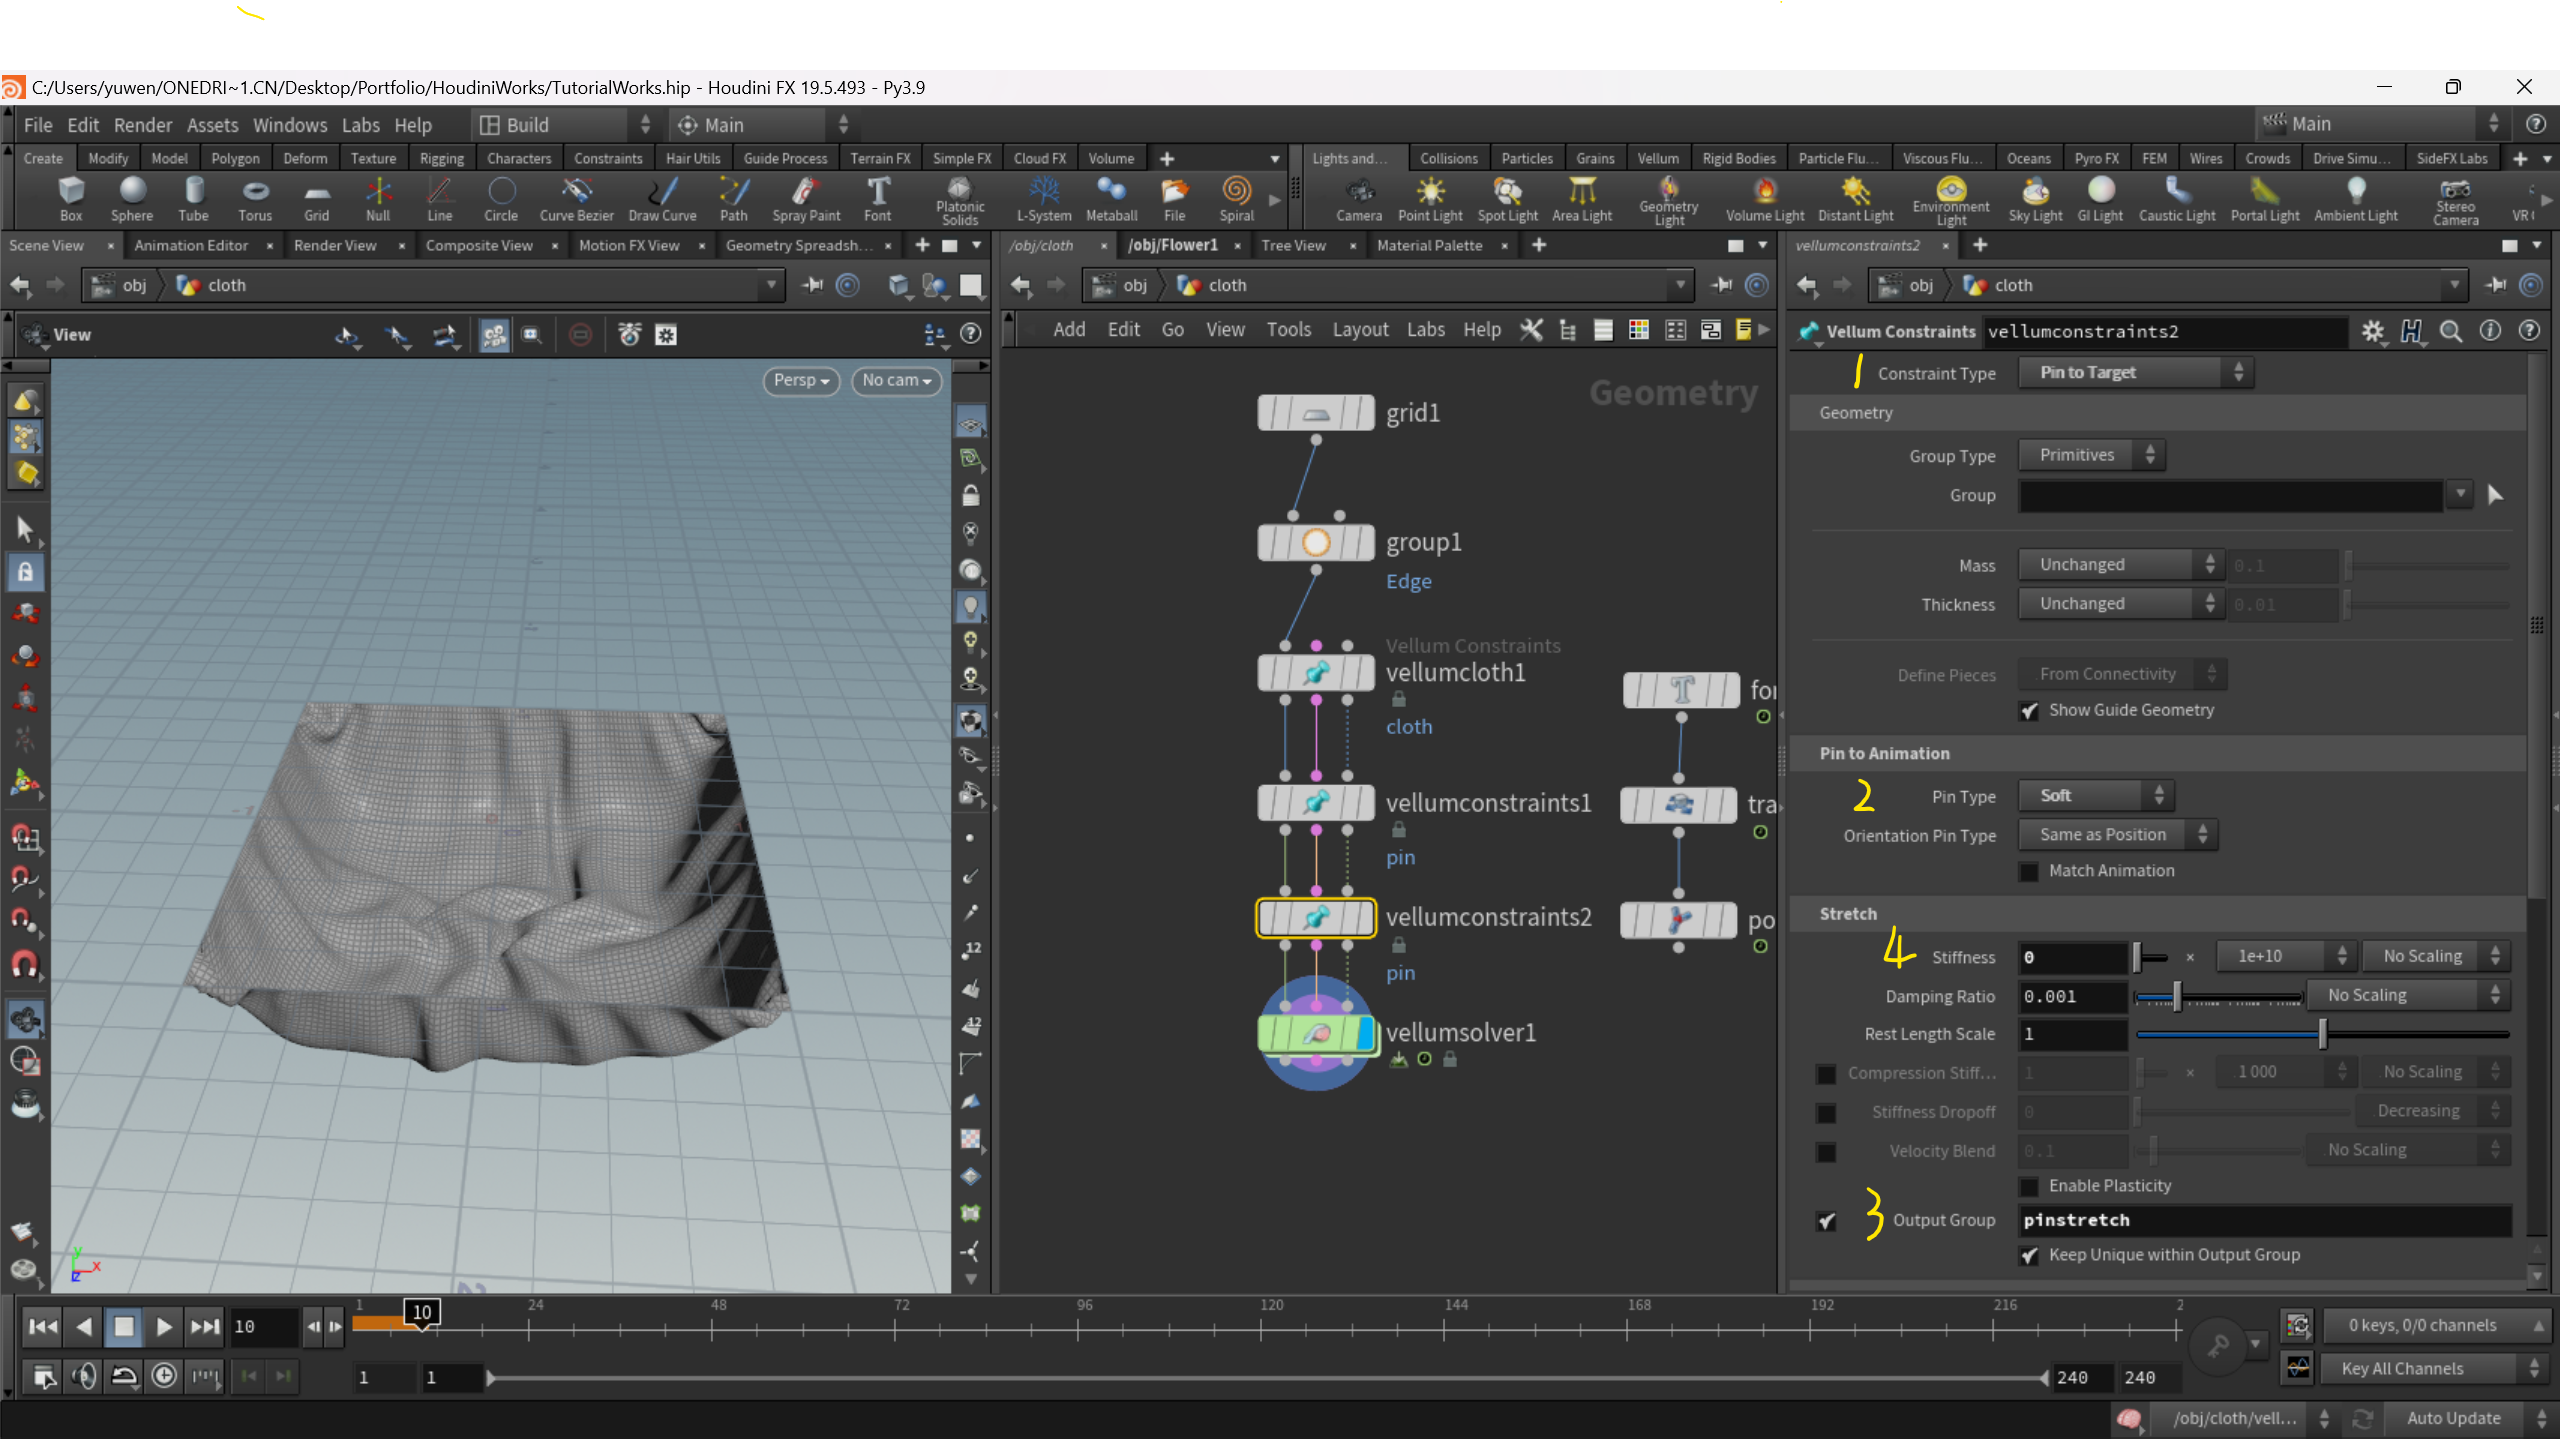 C:/Users/yuwen/ONEDRI~1.CN/Desktop/Portfolio/HoudiniWorks/TutorialWorks.hip - Houdini FX 19.5.493 - Py3.9
File Edit Render Assets Windows Labs Help Build Main Main
Create Modify Model Polygon Deform Texture Rigging Characters Constraints Hair Utils Guide Process Terrain FX Simple FX Cloud FX Volume
Lights and... Collisions Particles Grains Vellum Rigid Bodies Particle Flu... Viscous Flu... Oceans Pyro FX FEM Wires Crowds Drive Simu... SideFX Labs
Box Sphere Tube Torus Grid Null Line Circle Curve Bezier Draw Curve Path Spray Paint Font Platonic Solids L-System Metaball File Spiral
Camera Point Light Spot Light Area Light Geometry Light Volume Light Distant Light Environment Light Sky Light GI Light Caustic Light Portal Light Ambient Light Stereo Camera VR
Scene View Animation Editor Render View Composite View Motion FX View Geometry Spreadsh...
/obj/cloth /obj/Flower1 Tree View Material Palette
vellumconstraints2
obj cloth
obj cloth
obj cloth
View
Persp No cam
Add Edit Go View Tools Layout Labs Help
Geometry
grid1
group1
Edge
Vellum Constraints
vellumcloth1
cloth
vellumconstraints1
pin
vellumconstraints2
pin
vellumsolver1
for
tra
po
Vellum Constraints vellumconstraints2
1 Constraint Type Pin to Target
Geometry
Group Type Primitives
Group
Mass Unchanged 0.1
Thickness Unchanged 0.01
Define Pieces From Connectivity
Show Guide Geometry
Pin to Animation
2 Pin Type Soft
Orientation Pin Type Same as Position
Match Animation
Stretch
4 Stiffness 0 × 1e+10 No Scaling
Damping Ratio 0.001 No Scaling
Rest Length Scale 1
Compression Stiff... 1 × 1000 No Scaling
Stiffness Dropoff 0 Decreasing
Velocity Blend 0.1 No Scaling
Enable Plasticity
3 Output Group pinstretch
Keep Unique within Output Group
12
12
y
x
z
10 1 10 24 48 72 96 120 144 168 192 216 2
0 keys, 0/0 channels
1 1 240 240
Key All Channels
/obj/cloth/vell... Auto Update